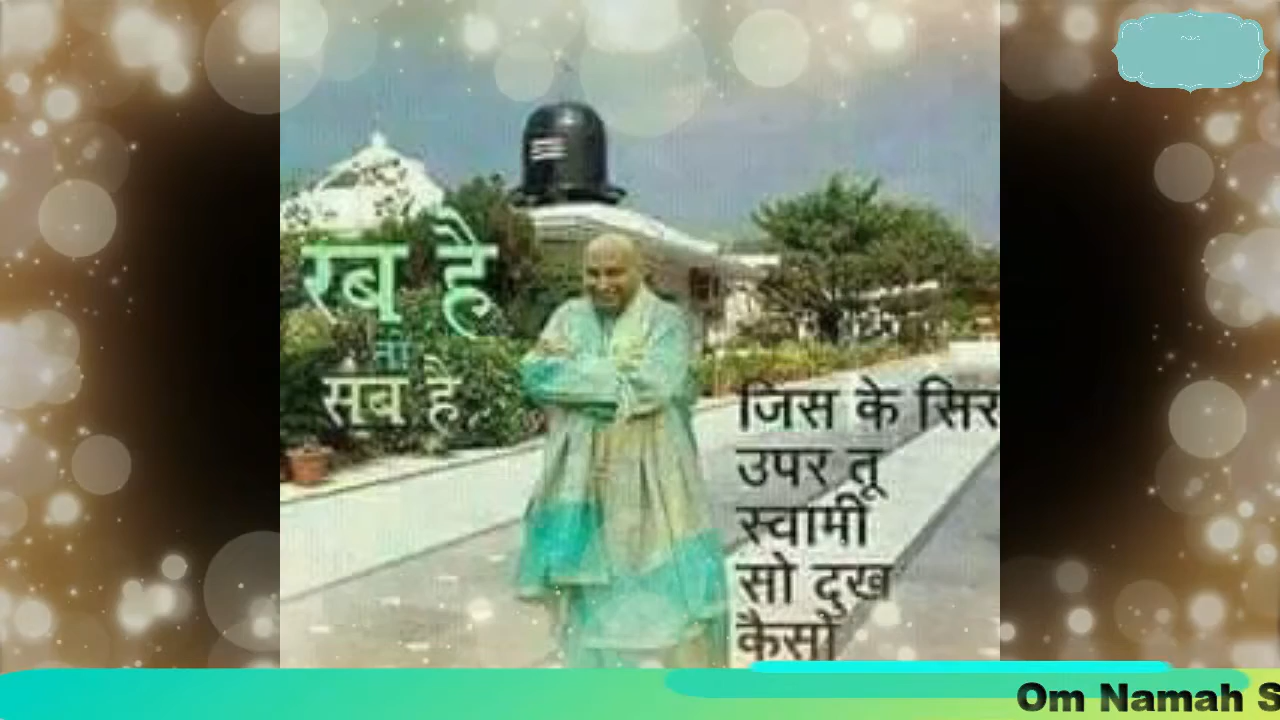 रब है
तो
सब है
जिस के सिर
उपर तू
स्वामी
सो दुख
कैसो
Om Namah S